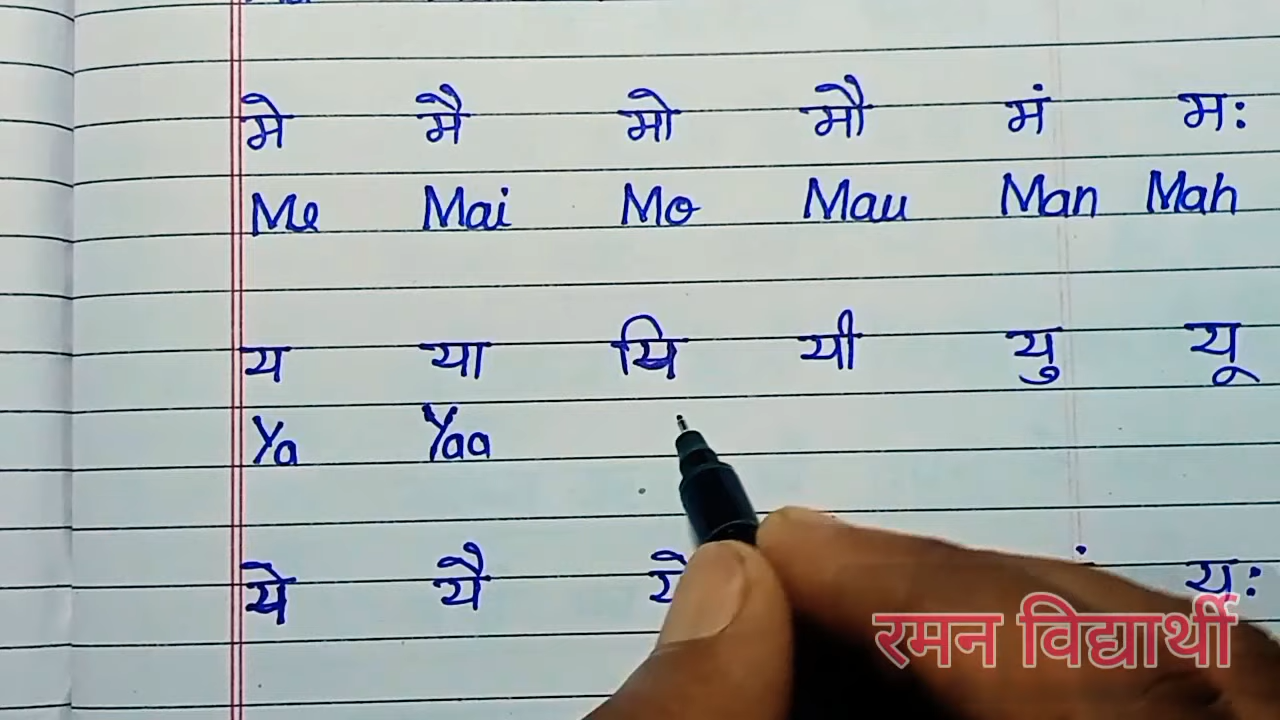 मे मै मो मौ मं मः
Me Mai Mo Mau Man Mah
य या यि यी यु यू
Ya Yaa
ये यै यः
रमन विद्यार्थी